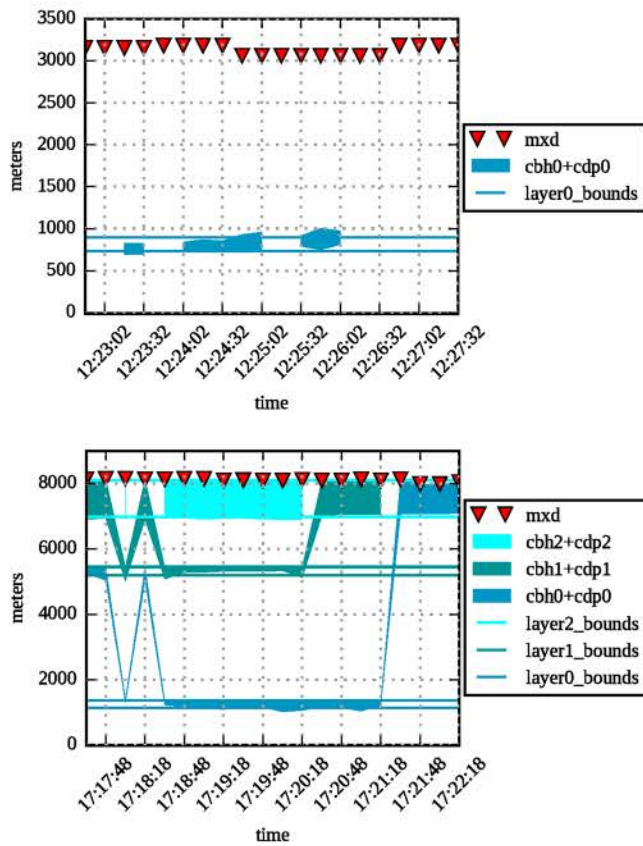 3500
3000
2500
2000
1500
1000
500
0
meters
12:23:02
12:23:32
12:24:02
12:24:32
12:25:02
12:25:32
12:26:02
12:26:32
12:27:02
12:27:32
time
mxd
cbh0+cdp0
layer0_bounds
8000
6000
4000
2000
0
meters
17:17:48
17:18:18
17:18:48
17:19:18
17:19:48
17:20:18
17:20:48
17:21:18
17:21:48
17:22:18
time
mxd
cbh2+cdp2
cbh1+cdp1
cbh0+cdp0
layer2_bounds
layer1_bounds
layer0_bounds